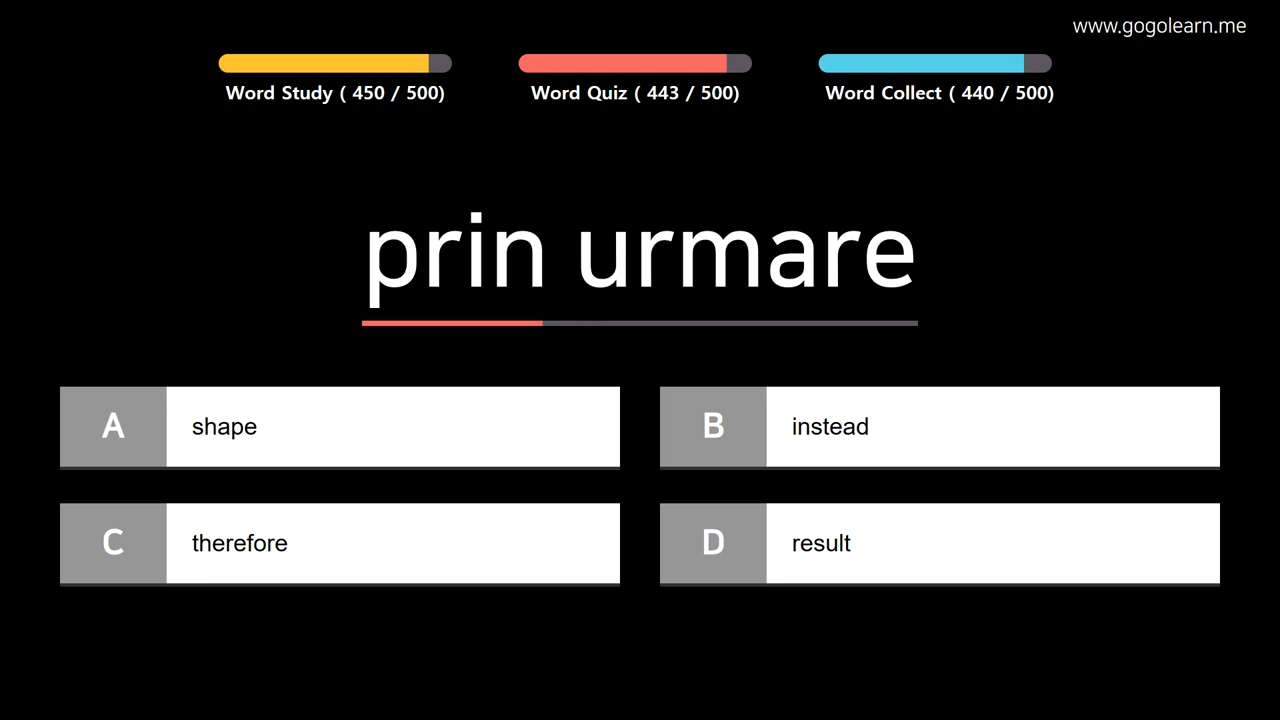 www.gogolearn.me
Word Study ( 450 / 500)
Word Quiz ( 443 / 500)
Word Collect ( 440 / 500)
prin urmare
A shape
B instead
C therefore
D result